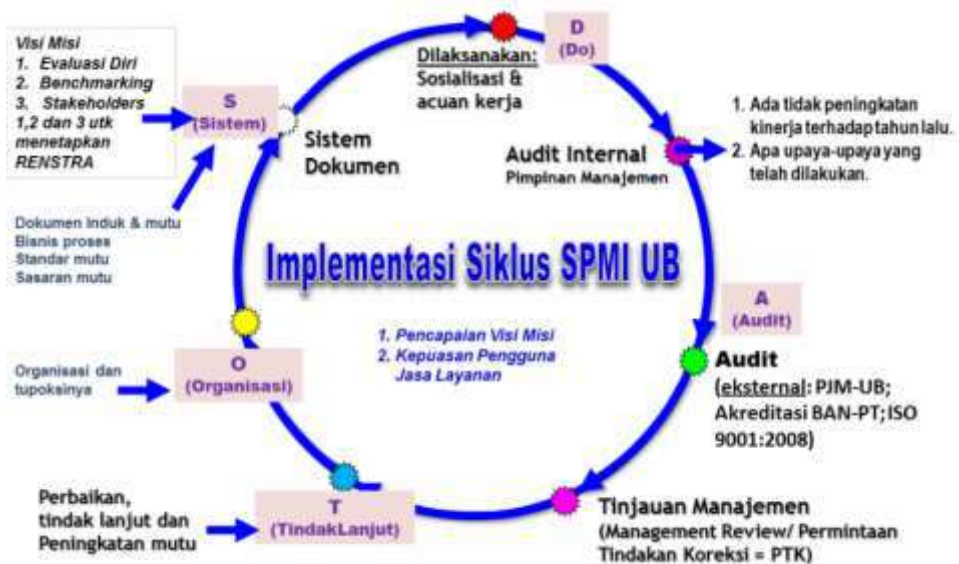 Visi Misi
1. Evaluasi Diri
2. Benchmarking
3. Stakeholders
1,2 dan 3 utk
menetapkan
RENSTRA
S
(Sistem)
Sistem
Dokumen
Dilaksanakan:
Sosialisasi &
acuan kerja
D
(Do)
Audit Internal
Pimpinan Manajemen
1. Ada tidak peningkatan
kinerja terhadap tahun lalu.
2. Apa upaya-upaya yang
telah dilakukan.
Dokumen Induk & mutu
Bisnis proses
Standar mutu
Sasaran mutu
Implementasi Siklus SPMI UB
1. Pencapaian Visi Misi
2. Kepuasan Pengguna
Jasa Layanan
A
(Audit)
Audit
(eksternal: PJM-UB;
Akreditasi BAN-PT; ISO
9001:2008)
Organisasi dan
tupoksinya
O
(Organisasi)
Perbaikan,
tindak lanjut dan
Peningkatan mutu
T
(TindakLanjut)
Tinjauan Manajemen
(Management Review/ Permintaan
Tindakan Koreksi = PTK)